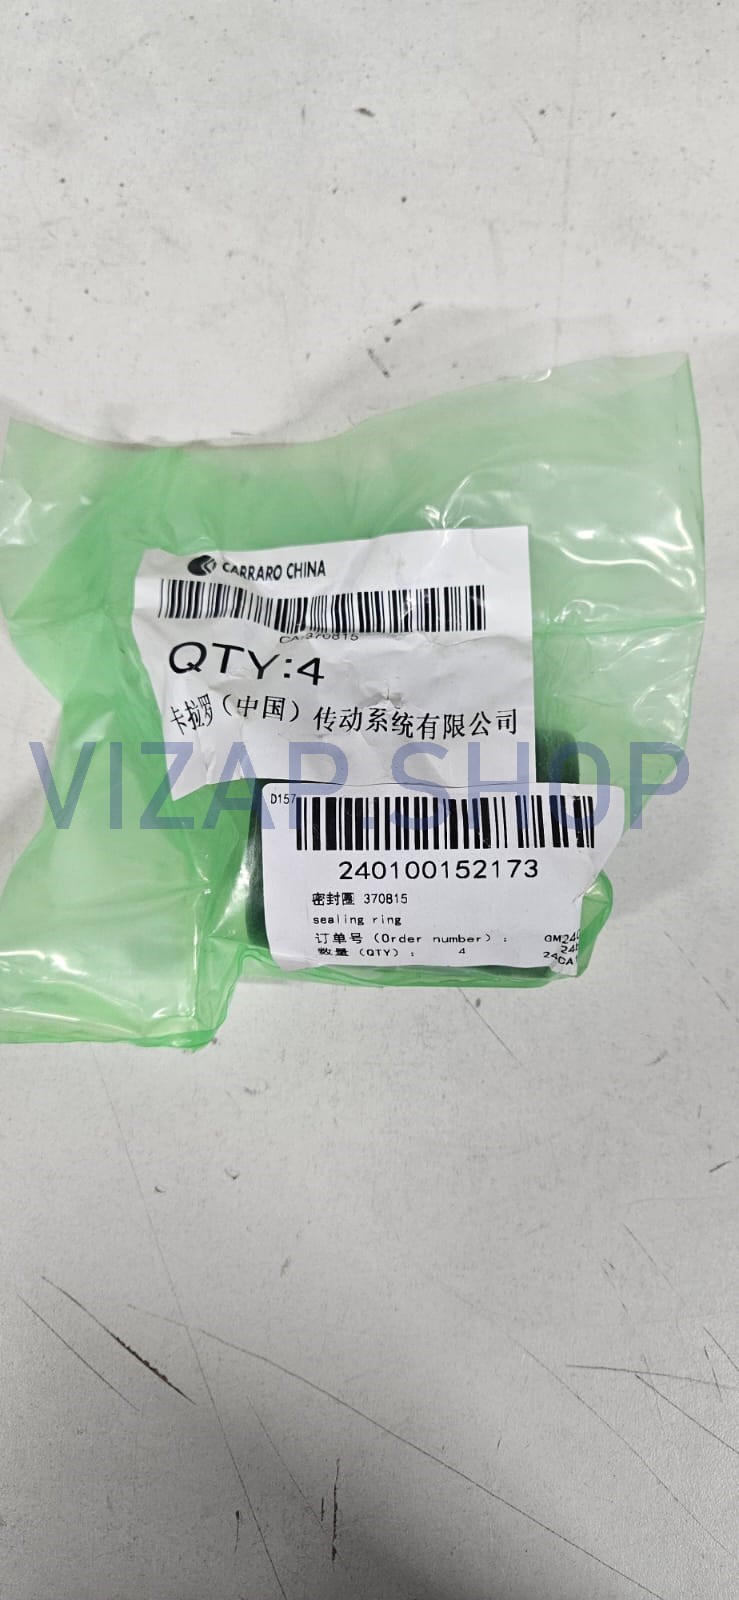 CARRARO CHINA
CA-370815
QTY:4
卡拉罗（中国）传动系统有限公司
VIZAP.SHOP
D157
240100152173
密封圈 370815
sealing ring
订单号（Order number）： GM240
数量（QTY）： 4
24CA